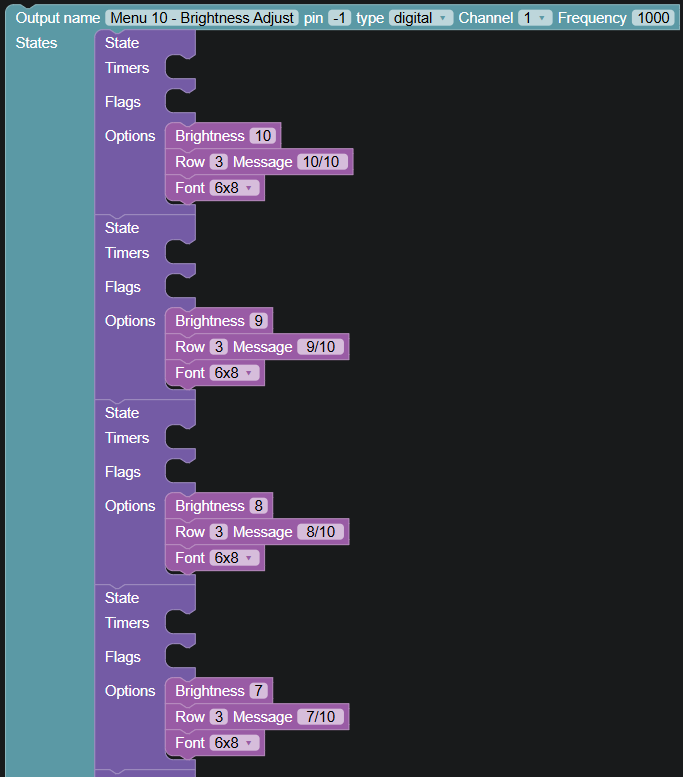 Output name Menu 10 - Brightness Adjust pin -1 type digital Channel 1 Frequency 1000
States State
Timers
Flags
Options Brightness 10
Row 3 Message 10/10
Font 6x8
State
Timers
Flags
Options Brightness 9
Row 3 Message 9/10
Font 6x8
State
Timers
Flags
Options Brightness 8
Row 3 Message 8/10
Font 6x8
State
Timers
Flags
Options Brightness 7
Row 3 Message 7/10
Font 6x8